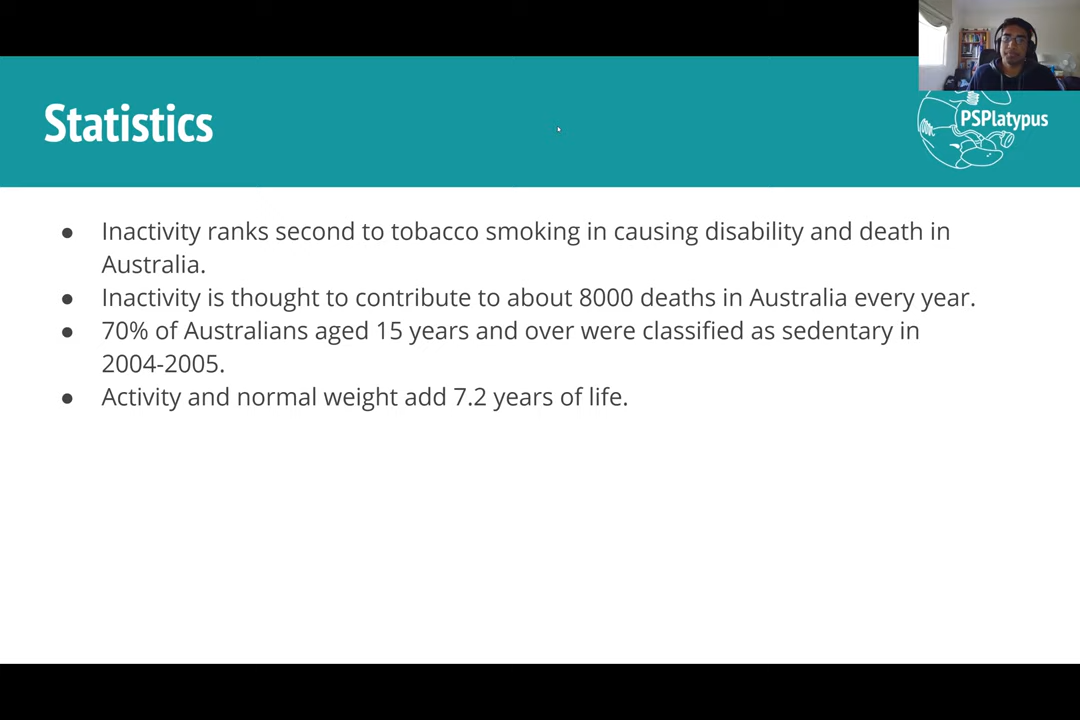 Statistics
PSPlatypus
● Inactivity ranks second to tobacco smoking in causing disability and death in
Australia.
● Inactivity is thought to contribute to about 8000 deaths in Australia every year.
● 70% of Australians aged 15 years and over were classified as sedentary in
2004-2005.
● Activity and normal weight add 7.2 years of life.